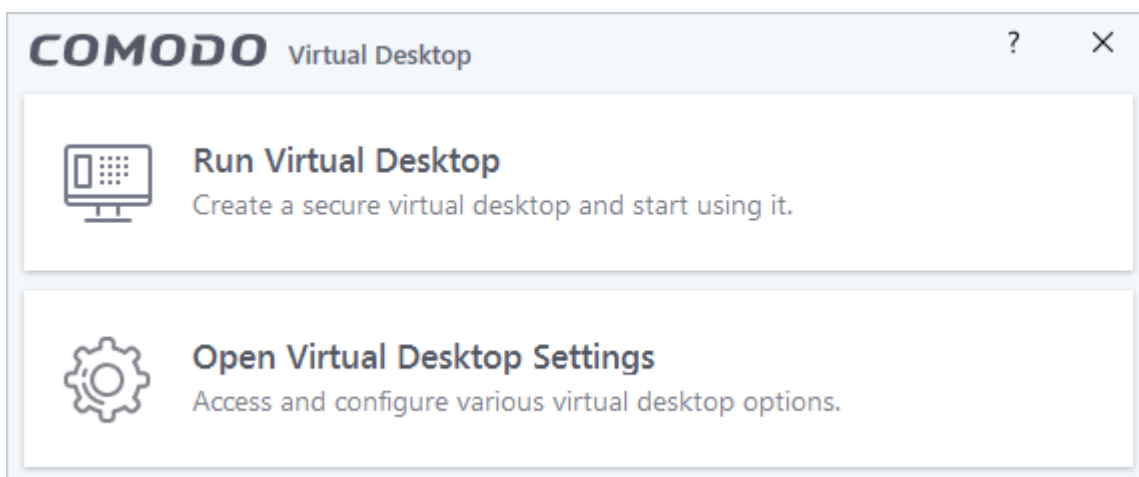 COMODO Virtual Desktop ?
Run Virtual Desktop
Create a secure virtual desktop and start using it.
Open Virtual Desktop Settings
Access and configure various virtual desktop options.